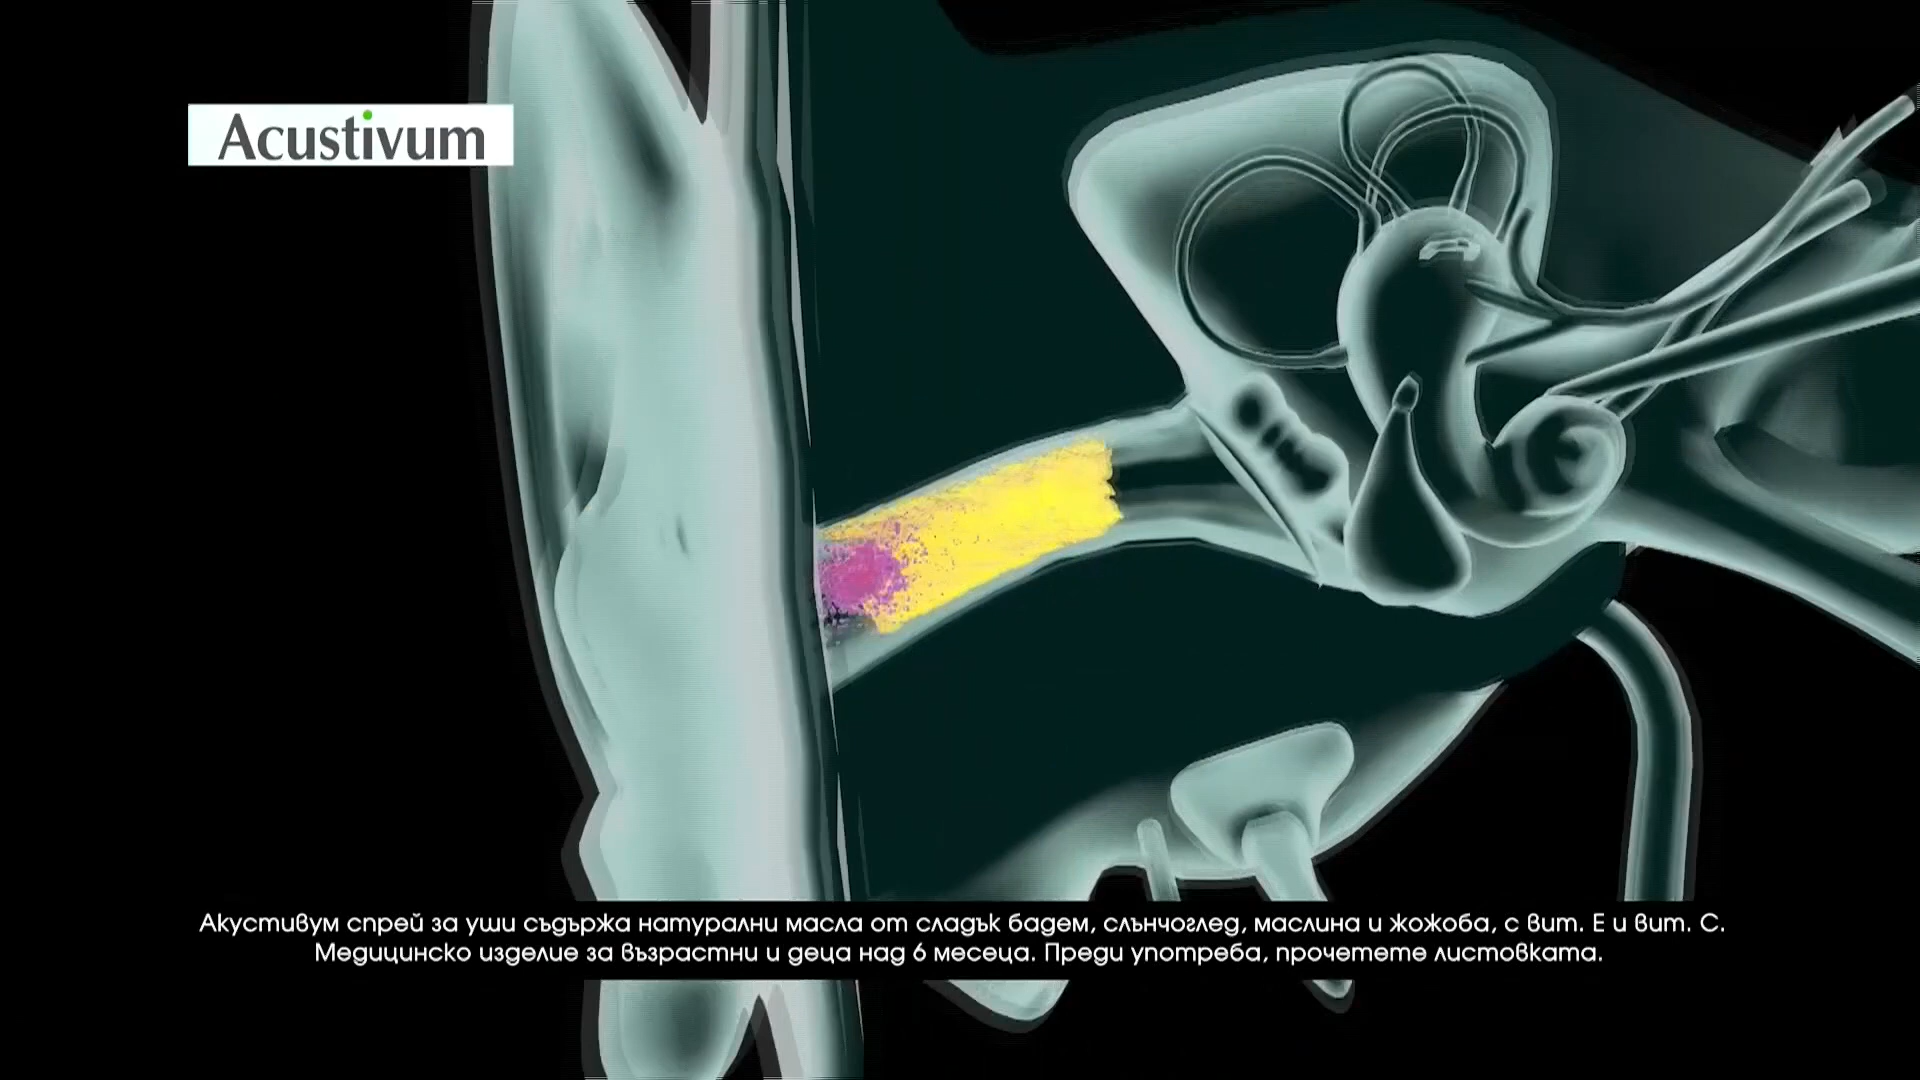 Acustivum
Акустивум спрей за уши съдържа натурални масла от сладък бадем, слънчоглед, маслина и жожоба, с вит. Е и вит. С.
Медицинско изделие за възрастни и деца над 6 месеца. Преди употреба, прочетете листовката.